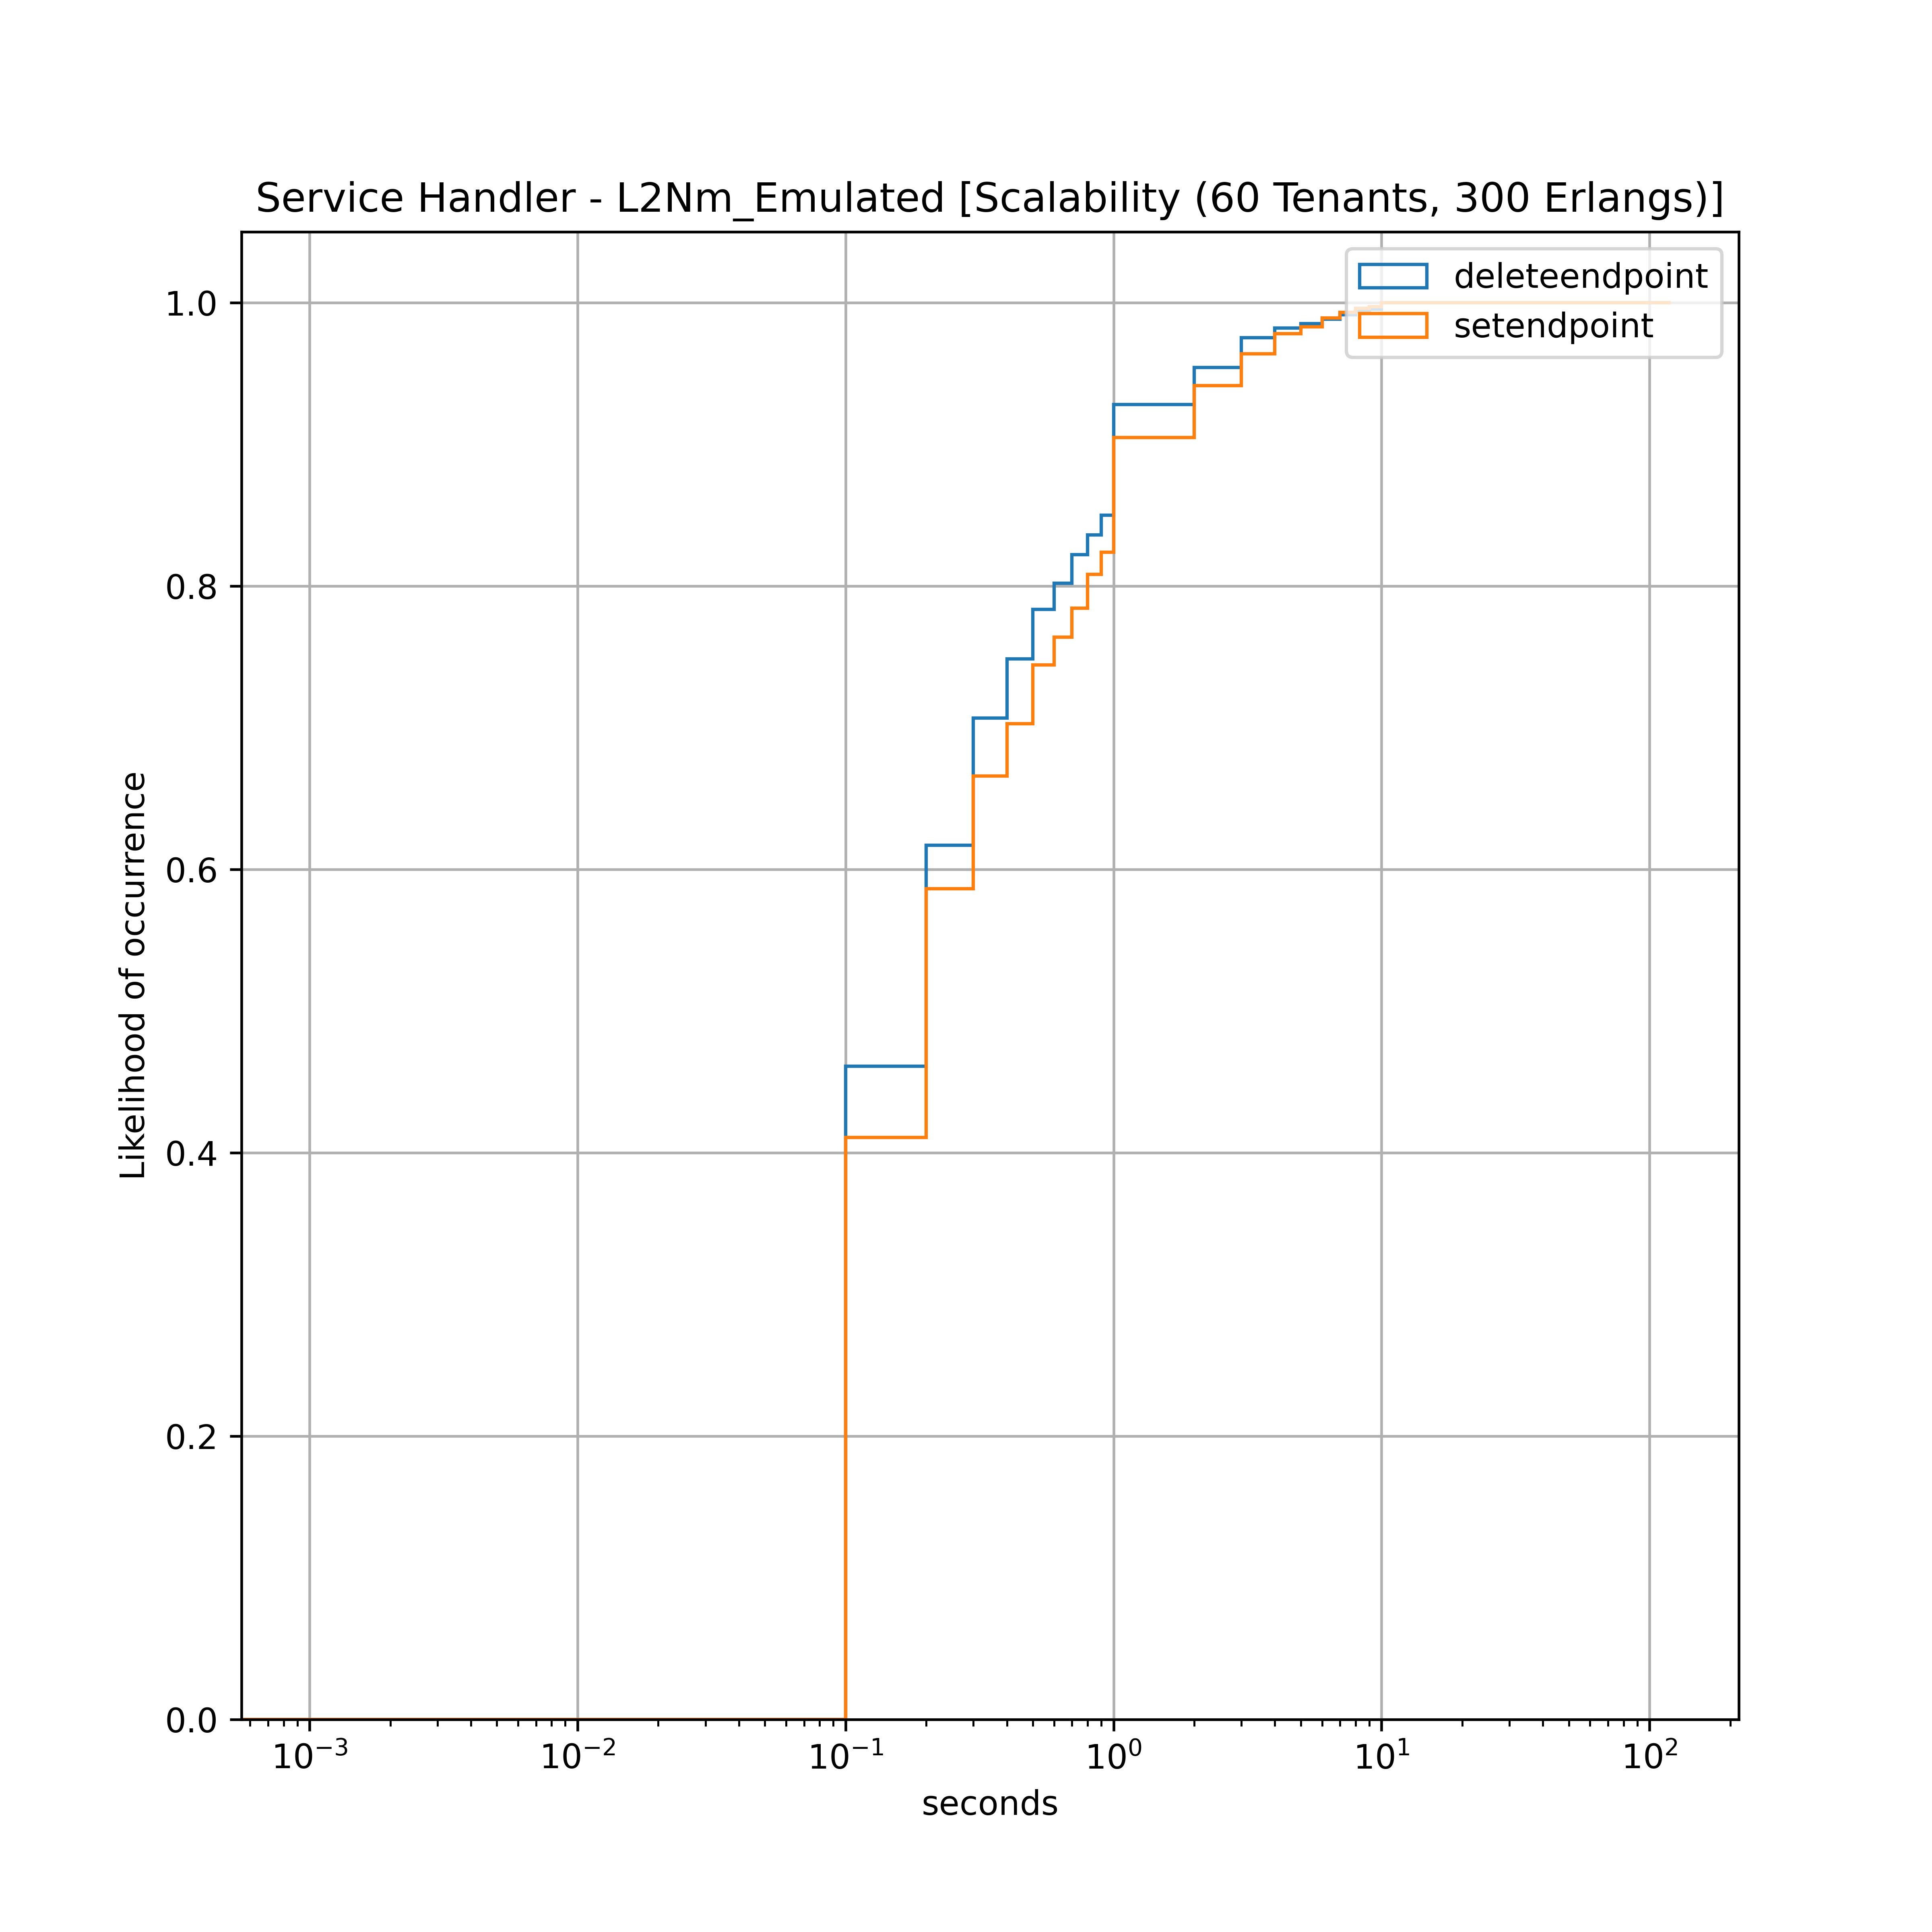 Service Handler - L2Nm_Emulated [Scalability (60 Tenants, 300 Erlangs)]
deleteendpoint
setendpoint
1.0
0.8
0.6
0.4
0.2
0.0
Likelihood of occurrence
10⁻³ 10⁻² 10⁻¹ 10⁰ 10¹ 10²
seconds